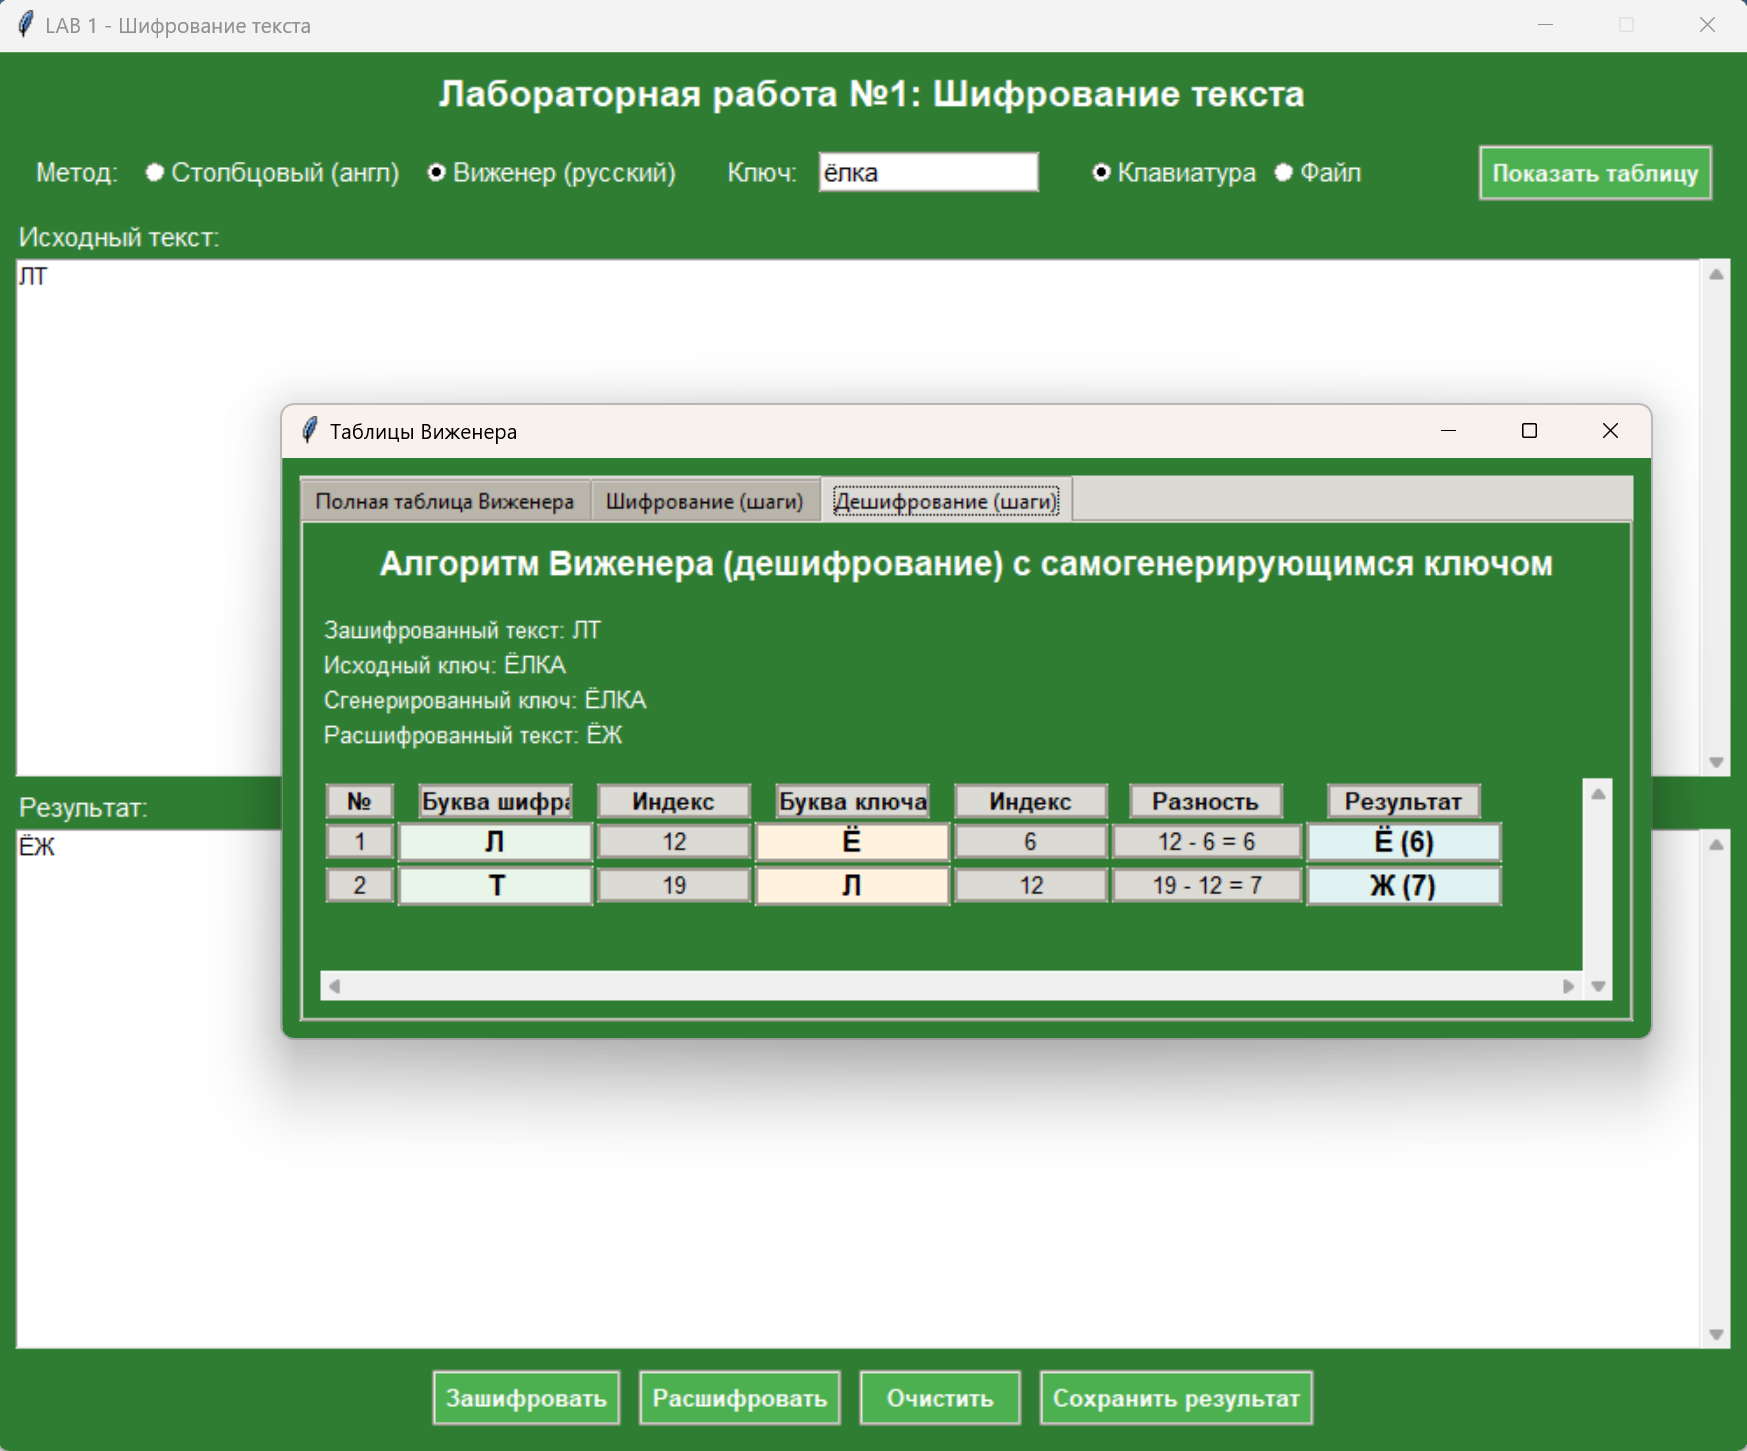 LAB 1 - Шифрование текста
Лабораторная работа №1: Шифрование текста
Метод: Столбцовый (англ) Виженер (русский) Ключ: ёлка Клавиатура Файл Показать таблицу
Исходный текст:
ЛТ
Таблицы Виженера
Полная таблица Виженера Шифрование (шаги) Дешифрование (шаги)
Алгоритм Виженера (дешифрование) с самогенерирующимся ключом
Зашифрованный текст: ЛТ
Исходный ключ: ЁЛКА
Сгенерированный ключ: ЁЛКА
Расшифрованный текст: ЁЖ
№ Буква шифра Индекс Буква ключа Индекс Разность Результат
1 Л 12 Ё 6 12 - 6 = 6 Ё (6)
2 Т 19 Л 12 19 - 12 = 7 Ж (7)
Результат:
ЁЖ
Зашифровать Расшифровать Очистить Сохранить результат